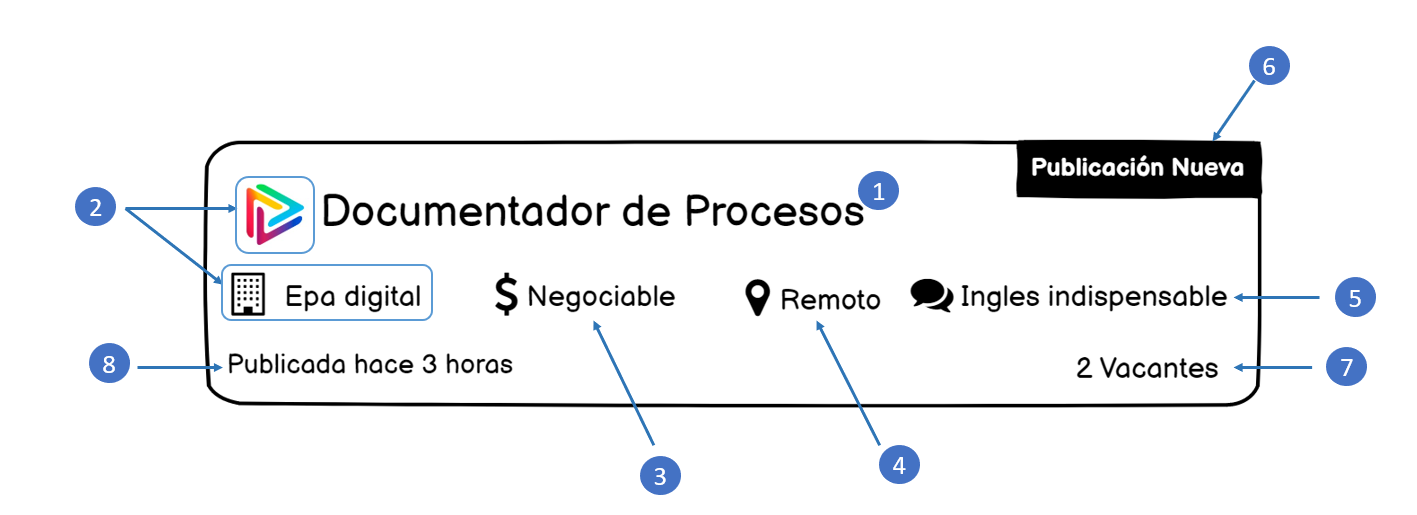 6
Publicación Nueva
1
2
Documentador de Procesos
Epa digital
$ Negociable
Remoto
Ingles indispensable
5
8
Publicada hace 3 horas
2 Vacantes
7
3
4